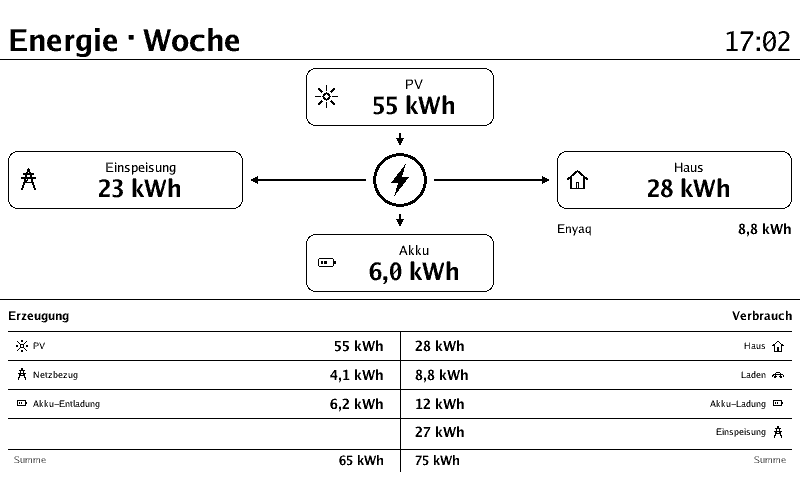 Energie · Woche
17:02
PV
55 kWh
Einspeisung
23 kWh
Haus
28 kWh
Enyaq 8,8 kWh
Akku
6,0 kWh
Erzeugung Verbrauch
PV 55 kWh 28 kWh Haus
Netzbezug 4,1 kWh 8,8 kWh Laden
Akku-Entladung 6,2 kWh 12 kWh Akku-Ladung
27 kWh Einspeisung
Summe 65 kWh 75 kWh Summe